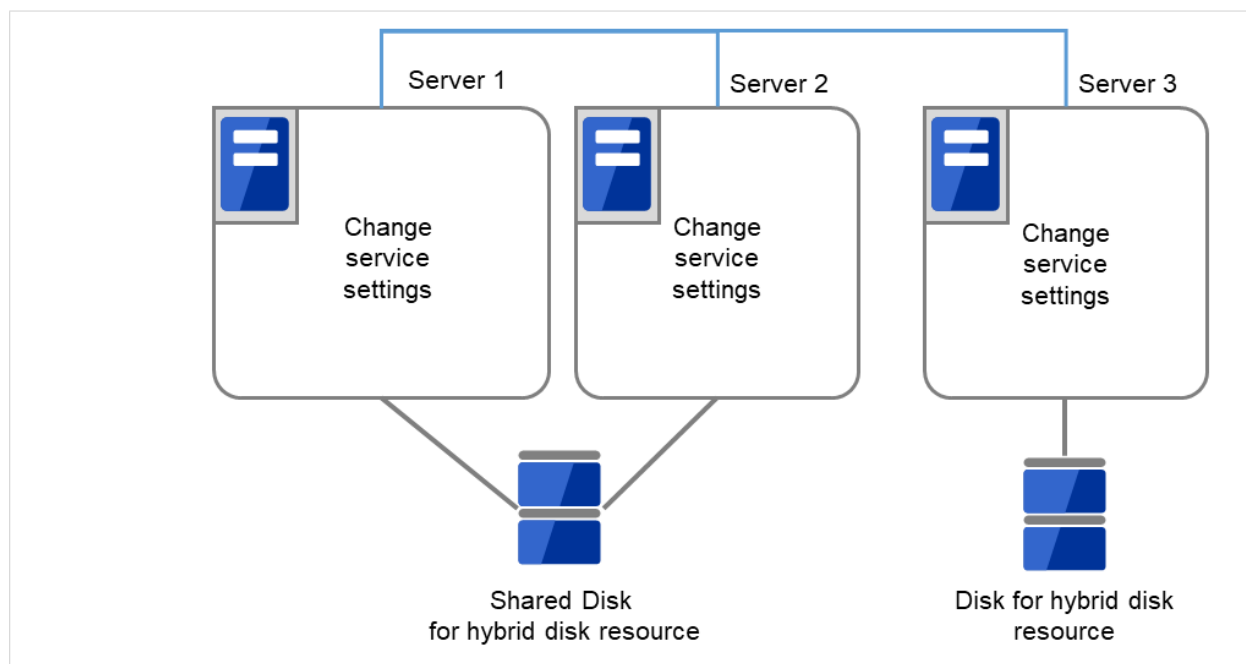 Server 1
Server 2
Server 3
Change
service
settings
Change
service
settings
Change
service
settings
Shared Disk
for hybrid disk resource
Disk for hybrid disk
resource